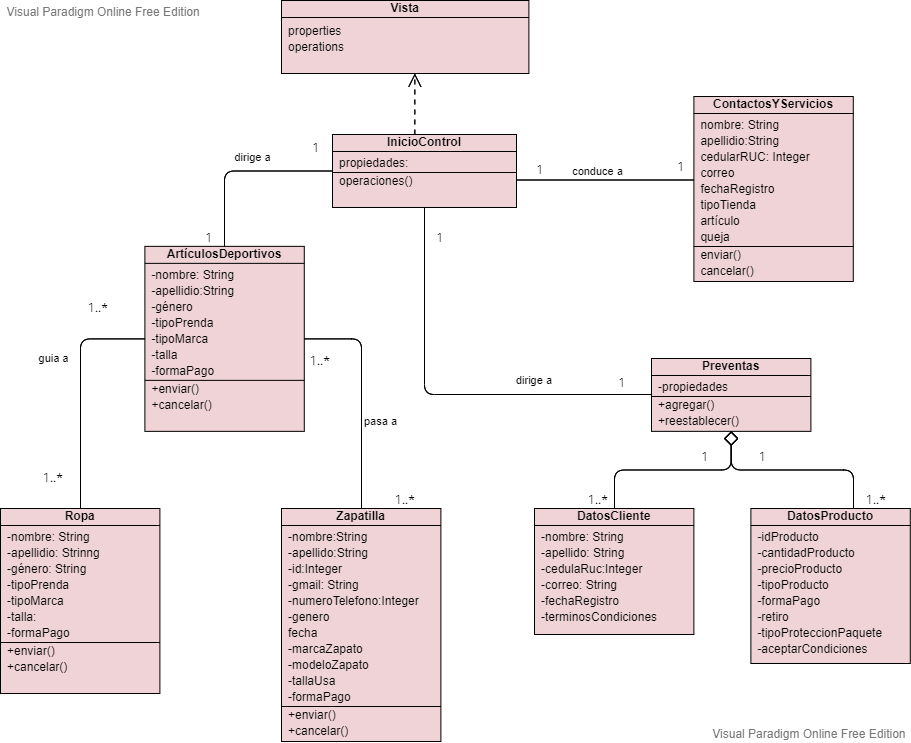 Visual Paradigm Online Free Edition
Vista
properties
operations
ContactosYServicios
nombre: String
apellidio:String
cedularRUC: Integer
correo
fechaRegistro
tipoTienda
artículo
queja
enviar()
cancelar()
InicioControl
propiedades:
operaciones()
dirige a
1
1
1
conduce a
1
1
ArtículosDeportivos
-nombre: String
-apellidio:String
-género
-tipoPrenda
-tipoMarca
-talla
-formaPago
+enviar()
+cancelar()
1..*
guia a
1..*
1..*
pasa a
1..*
dirige a
1
Preventas
-propiedades
+agregar()
+reestablecer()
1
1
1..*
1..*
Ropa
-nombre: String
-apellidio: Strinng
-género: String
-tipoPrenda
-tipoMarca
-talla:
-formaPago
+enviar()
+cancelar()
Zapatilla
-nombre:String
-apellido:String
-id:Integer
-gmail: String
-numeroTelefono:Integer
-genero
fecha
-marcaZapato
-modeloZapato
-tallaUsa
-formaPago
+enviar()
+cancelar()
DatosCliente
-nombre: String
-apellido: String
-cedulaRuc:Integer
-correo: String
-fechaRegistro
-terminosCondiciones
DatosProducto
-idProducto
-cantidadProducto
-precioProducto
-tipoProducto
-formaPago
-retiro
-tipoProteccionPaquete
-aceptarCondiciones
Visual Paradigm Online Free Edition